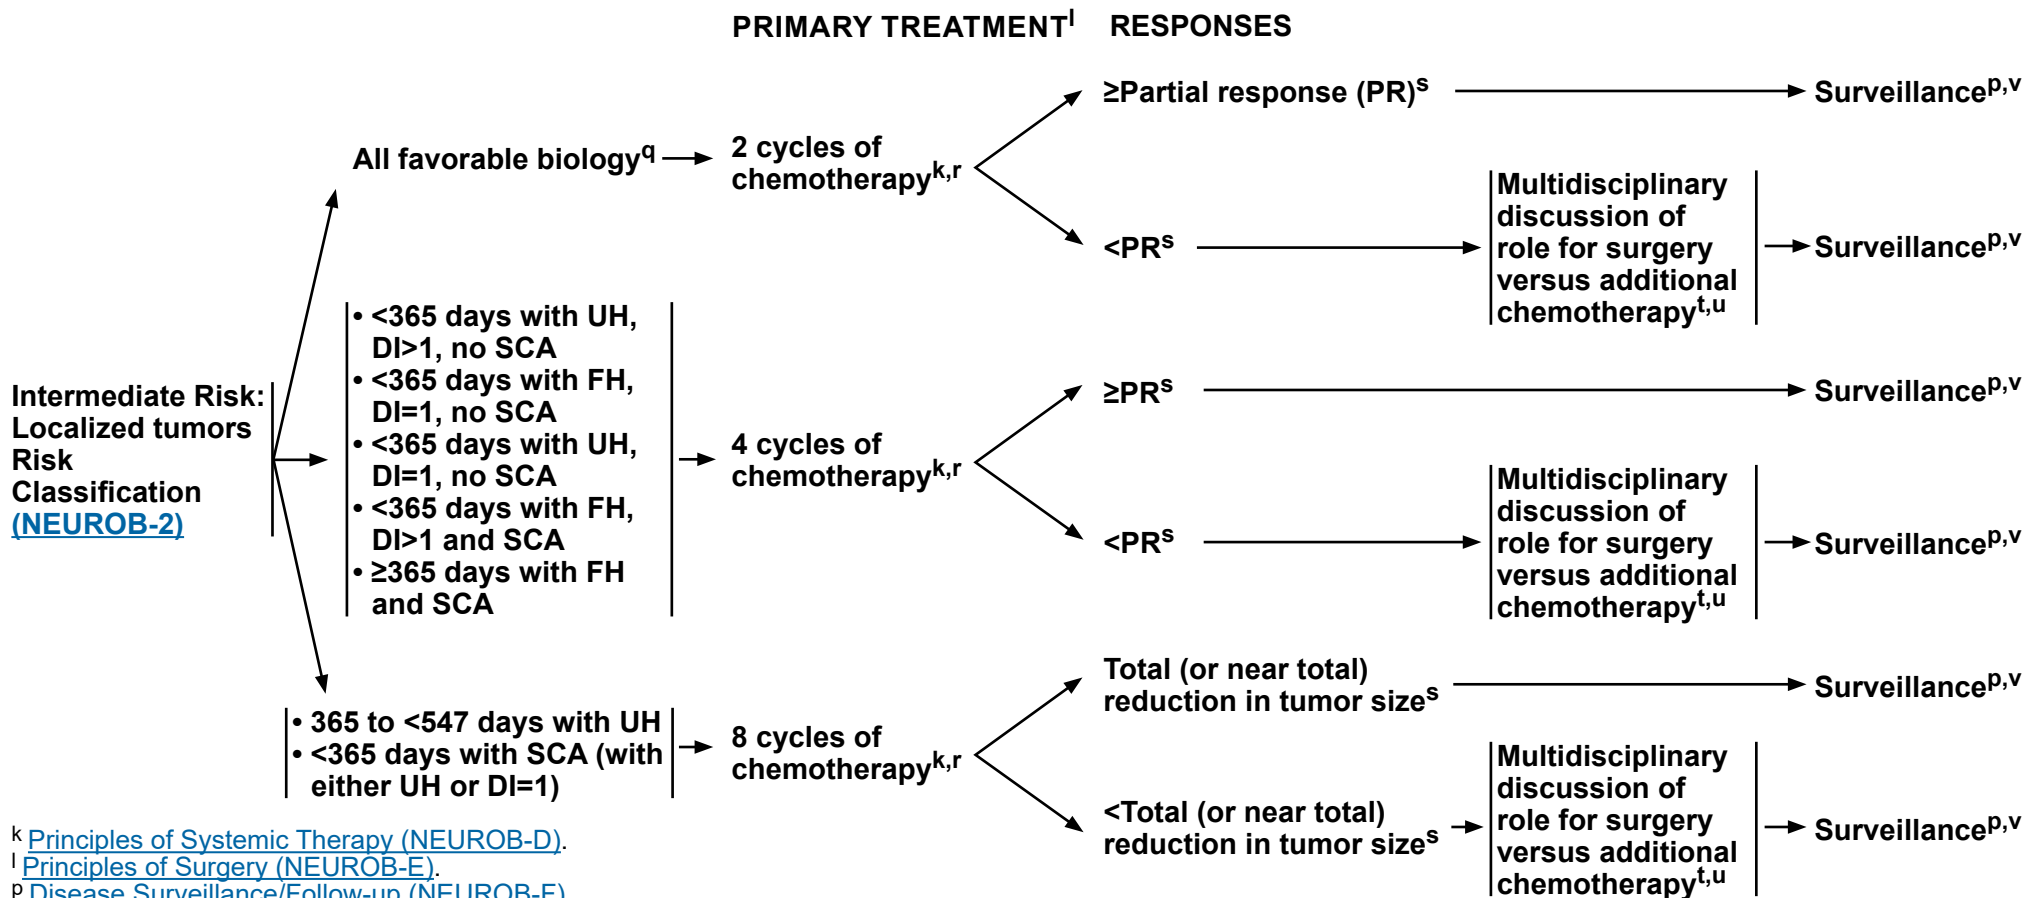 PRIMARY TREATMENTˡ RESPONSES
≥Partial response (PR)ˢ
Surveillanceᵖ,ᵛ
All favorable biology^q
2 cycles of
chemotherapyᵏ,ʳ
<PRˢ
Multidisciplinary
discussion of
role for surgery
versus additional
chemotherapyᵗ,ᵘ
Surveillanceᵖ,ᵛ
Intermediate Risk:
Localized tumors
Risk
Classification
(NEUROB-2)
• <365 days with UH,
DI>1, no SCA
• <365 days with FH,
DI=1, no SCA
• <365 days with UH,
DI=1, no SCA
• <365 days with FH,
DI>1 and SCA
• ≥365 days with FH
and SCA
4 cycles of
chemotherapyᵏ,ʳ
≥PRˢ
Surveillanceᵖ,ᵛ
<PRˢ
Multidisciplinary
discussion of
role for surgery
versus additional
chemotherapyᵗ,ᵘ
Surveillanceᵖ,ᵛ
• 365 to <547 days with UH
• <365 days with SCA (with
either UH or DI=1)
8 cycles of
chemotherapyᵏ,ʳ
Total (or near total)
reduction in tumor sizeˢ
Surveillanceᵖ,ᵛ
<Total (or near total)
reduction in tumor sizeˢ
Multidisciplinary
discussion of
role for surgery
versus additional
chemotherapyᵗ,ᵘ
Surveillanceᵖ,ᵛ
ᵏ Principles of Systemic Therapy (NEUROB-D).
ˡ Principles of Surgery (NEUROB-E).
ᵖ Disease Surveillance/Follow-up (NEUROB-F)